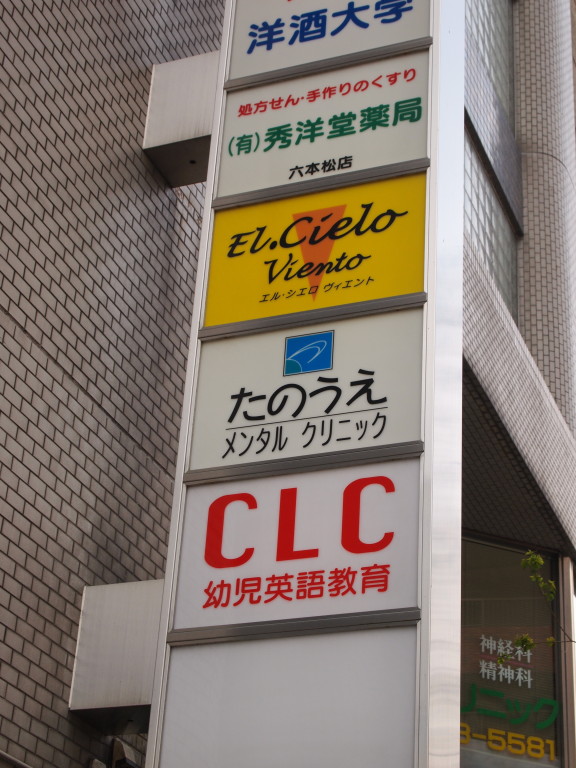 洋酒大学
処方せん・手作りのくすり
(有)秀洋堂薬局
六本松店
El.Cielo
Viento
エル・シエロ ヴィエント
たのうえ
メンタル クリニック
CLC
幼児英語教育
神経科
精神科
リニック
3-5581